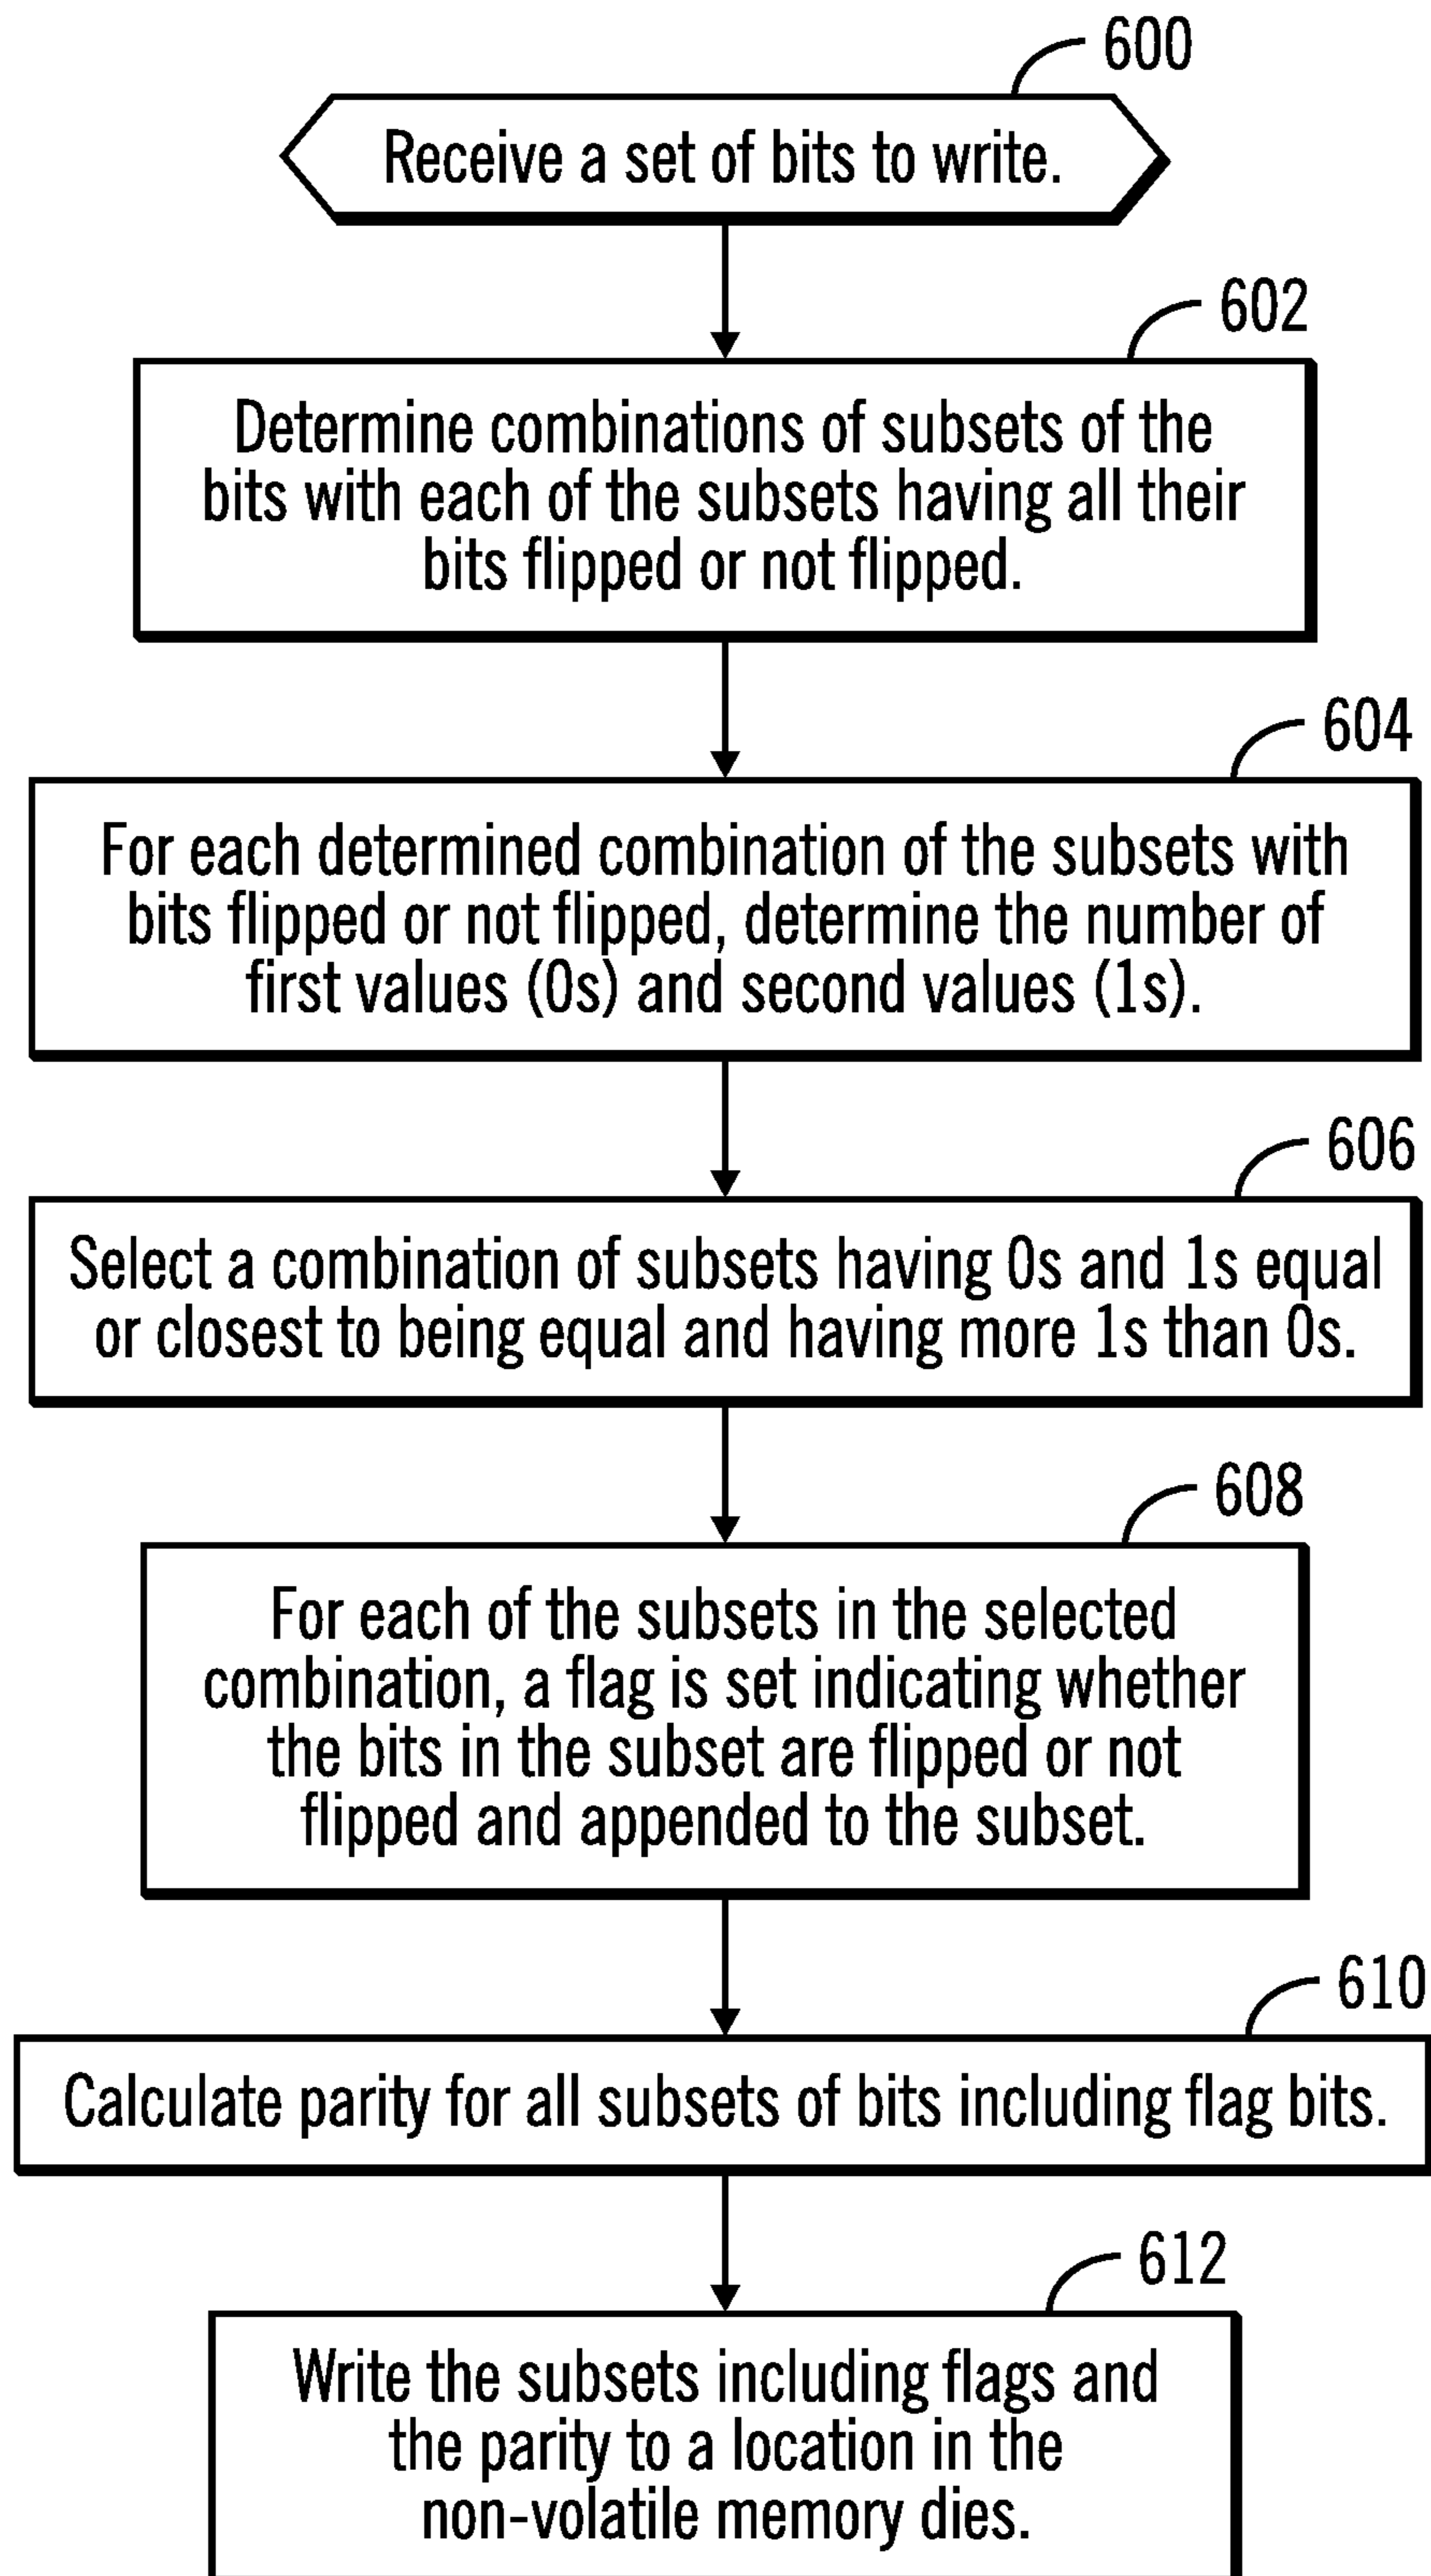 600
Receive a set of bits to write.
602
Determine combinations of subsets of the
bits with each of the subsets having all their
bits flipped or not flipped.
604
For each determined combination of the subsets with
bits flipped or not flipped, determine the number of
first values (0s) and second values (1s).
606
Select a combination of subsets having 0s and 1s equal
or closest to being equal and having more 1s than 0s.
608
For each of the subsets in the selected
combination, a flag is set indicating whether
the bits in the subset are flipped or not
flipped and appended to the subset.
610
Calculate parity for all subsets of bits including flag bits.
612
Write the subsets including flags and
the parity to a location in the
non-volatile memory dies.